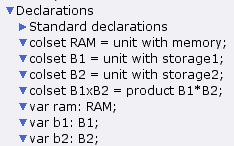 Declarations
Standard declarations
colset RAM = unit with memory;
colset B1 = unit with storage1;
colset B2 = unit with storage2;
colset B1xB2 = product B1*B2;
var ram: RAM;
var b1: B1;
var b2: B2;